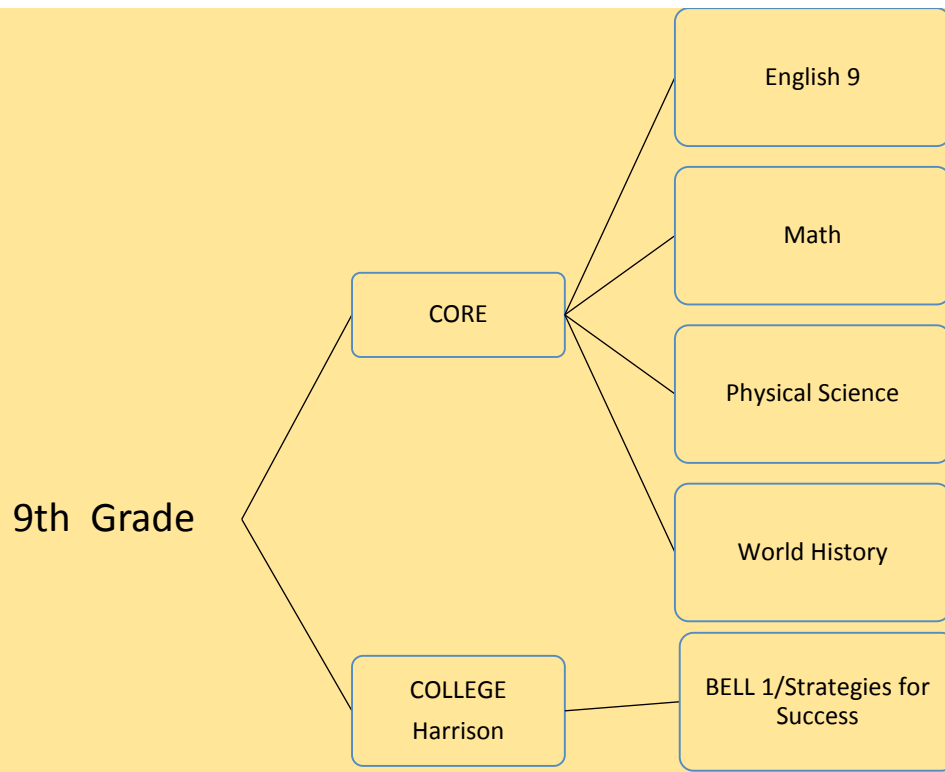 9th Grade
CORE
English 9
Math
Physical Science
World History
COLLEGE
Harrison
BELL 1/Strategies for
Success